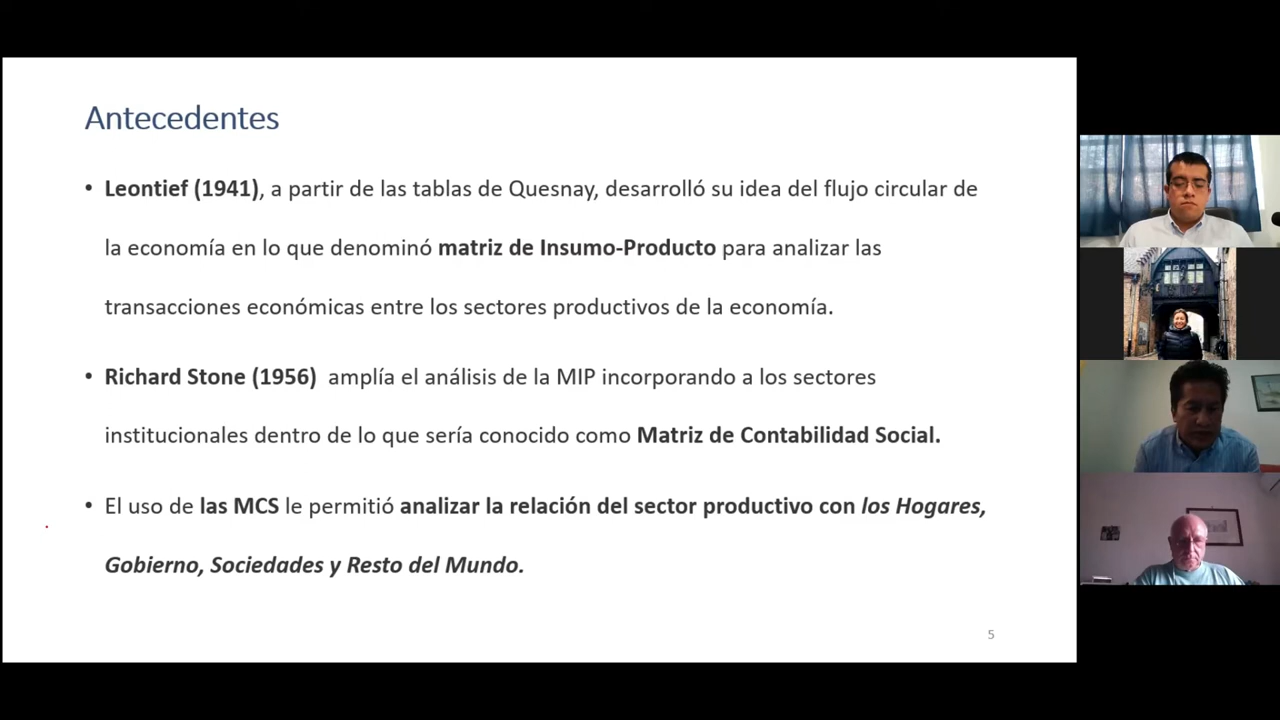 Antecedentes
• Leontief (1941), a partir de las tablas de Quesnay, desarrolló su idea del flujo circular de
la economía en lo que denominó matriz de Insumo-Producto para analizar las
transacciones económicas entre los sectores productivos de la economía.
• Richard Stone (1956) amplía el análisis de la MIP incorporando a los sectores
institucionales dentro de lo que sería conocido como Matriz de Contabilidad Social.
• El uso de las MCS le permitió analizar la relación del sector productivo con los Hogares,
Gobierno, Sociedades y Resto del Mundo.
5